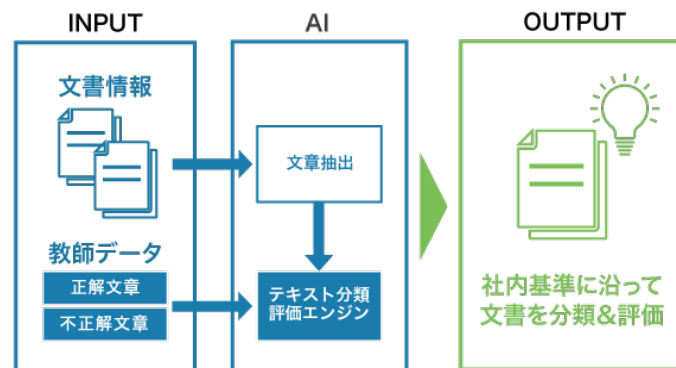 INPUT
AI
OUTPUT
文書情報
文章抽出
教師データ
正解文章
不正解文章
テキスト分類
評価エンジン
社内基準に沿って
文書を分類&評価